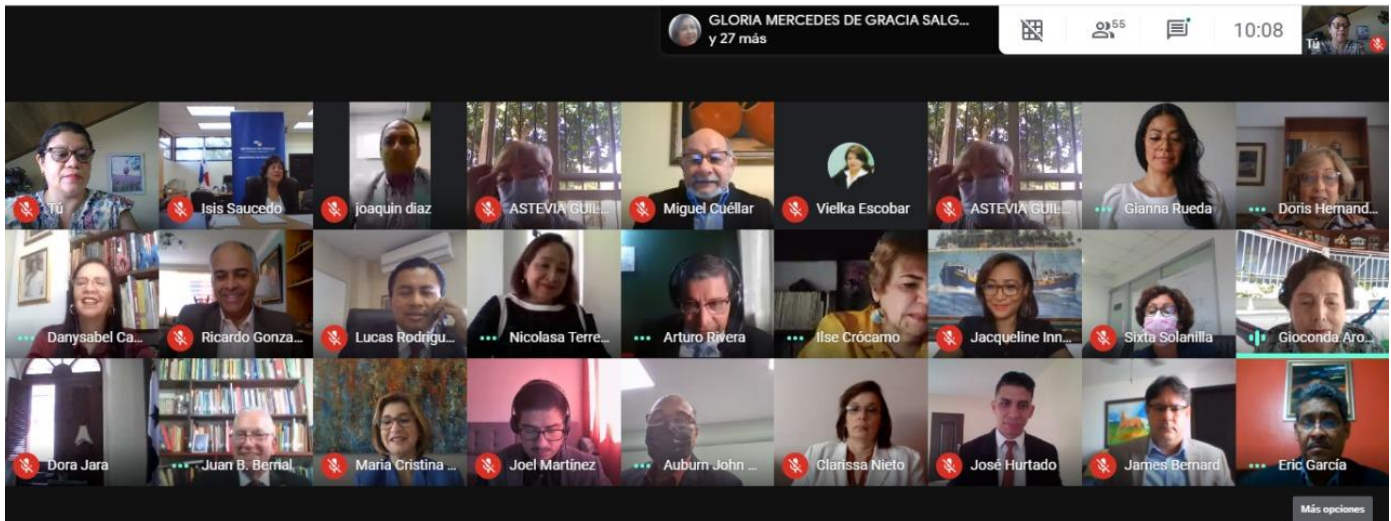 GLORIA MERCEDES DE GRACIA SALG...
y 27 más
55
10:08
Tú
Tú
Isis Saucedo
joaquin diaz
ASTEVIA GUIL...
Miguel Cuéllar
Vielka Escobar
ASTEVIA GUIL...
Gianna Rueda
Doris Hernand...
Danysabel Ca...
Ricardo Gonza...
Lucas Rodrigu...
Nicolasa Terre...
Arturo Rivera
Ilse Crócamo
Jacqueline Inn...
Sixta Solanilla
Gioconda Aro...
Dora Jara
Juan B. Bernal
Maria Cristina ...
Joel Martínez
Auburn John ...
Clarissa Nieto
José Hurtado
James Bernard
Eric García
Más opciones